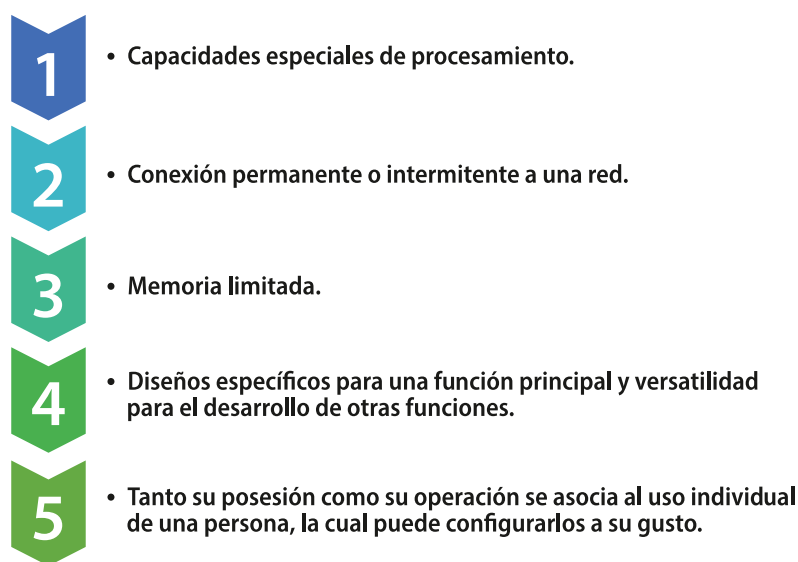 1
• Capacidades especiales de procesamiento.
2
• Conexión permanente o intermitente a una red.
3
• Memoria limitada.
4
• Diseños específicos para una función principal y versatilidad
para el desarrollo de otras funciones.
5
• Tanto su posesión como su operación se asocia al uso individual
de una persona, la cual puede configurarlos a su gusto.